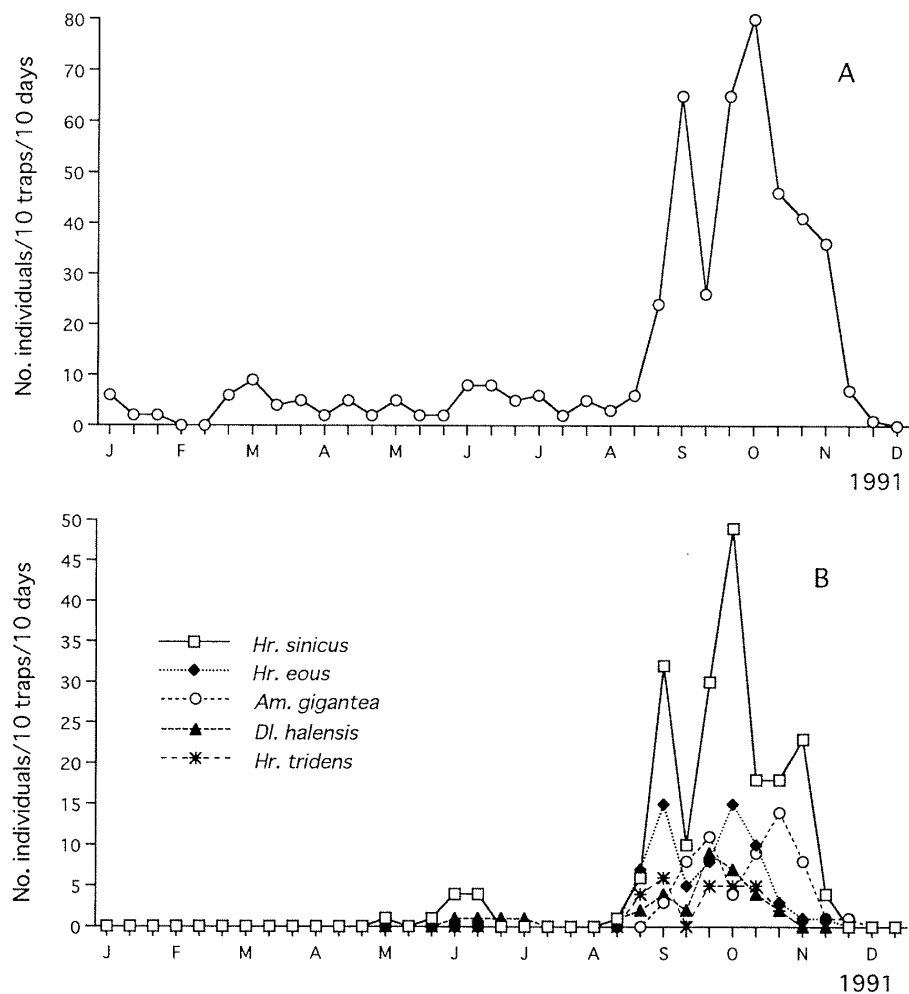 80
70
60
50
40
30
20
10
0
No. individuals/10 traps/10 days
A
J F M A M J J A S O N D
1991
50
45
40
35
30
25
20
15
10
5
0
No. individuals/10 traps/10 days
B
Hr. sinicus
Hr. eous
Am. gigantea
Dl. halensis
Hr. tridens
J F M A M J J A S O N D
1991